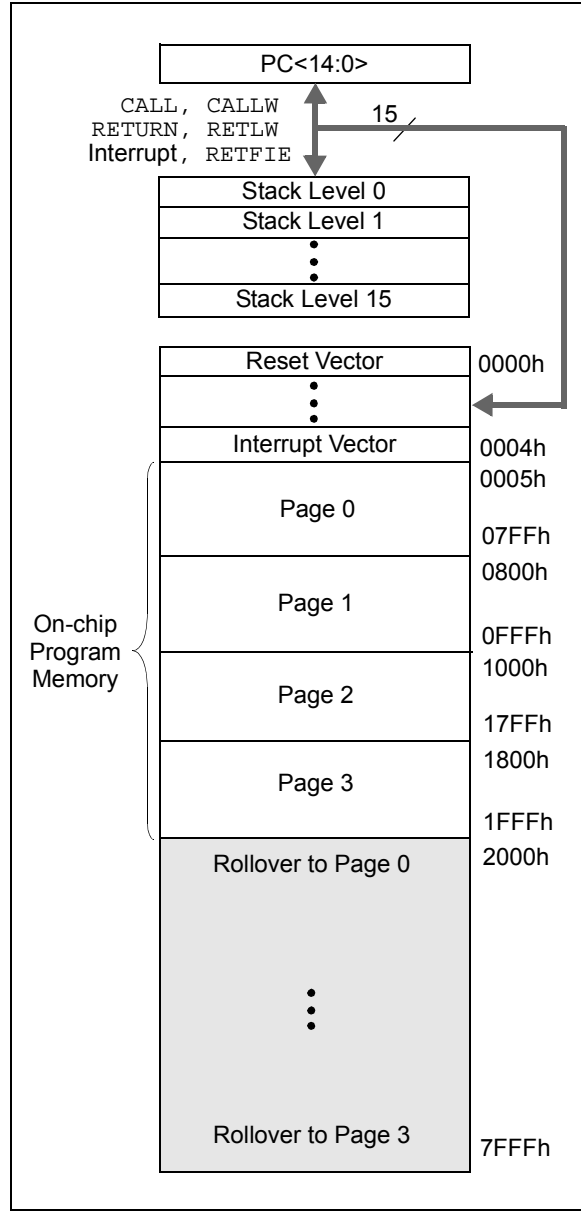 PC<14:0>
CALL, CALLW
RETURN, RETLW
Interrupt, RETFIE
15
Stack Level 0
Stack Level 1
Stack Level 15
Reset Vector
0000h
Interrupt Vector
0004h
0005h
Page 0
07FFh
0800h
Page 1
0FFFh
On-chip
Program
Memory
1000h
Page 2
17FFh
1800h
Page 3
1FFFh
2000h
Rollover to Page 0
Rollover to Page 3
7FFFh